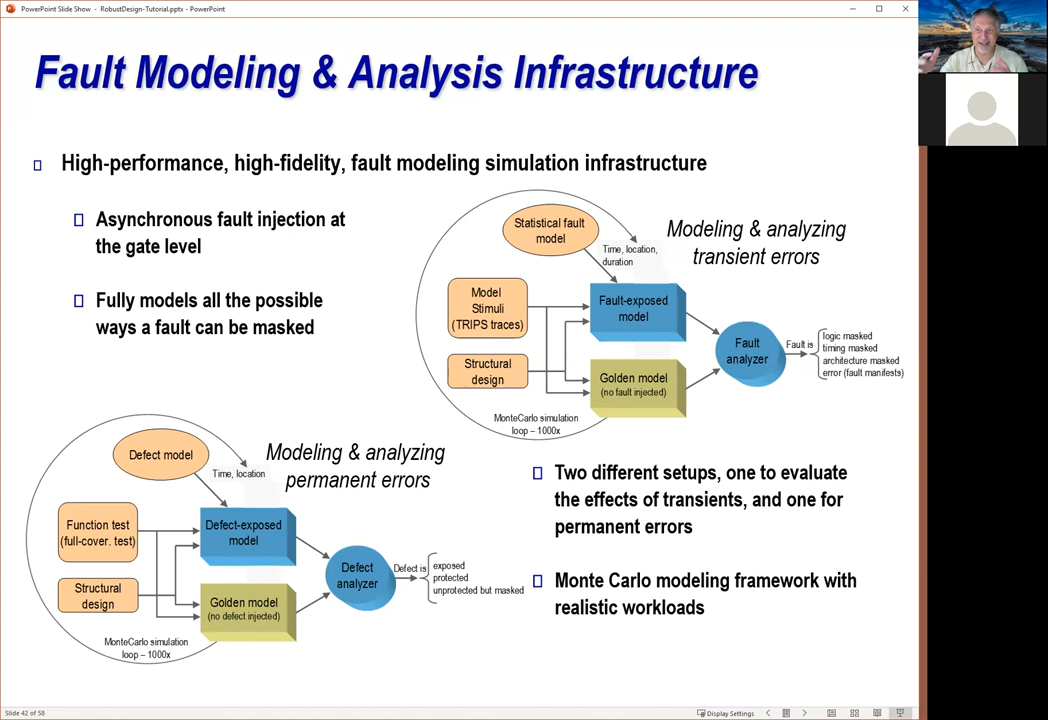 PowerPoint Slide Show - RobustDesign-Tutorial.pptx - PowerPoint
Fault Modeling & Analysis Infrastructure
High-performance, high-fidelity, fault modeling simulation infrastructure
Asynchronous fault injection at
the gate level
Fully models all the possible
ways a fault can be masked
Statistical fault
model
Time, location,
duration
Modeling & analyzing
transient errors
Model
Stimuli
(TRIPS traces)
Fault-exposed
model
Structural
design
Golden model
(no fault injected)
Fault
analyzer
Fault is
logic masked
timing masked
architecture masked
error (fault manifests)
MonteCarlo simulation
loop – 1000x
Defect model
Time, location
Modeling & analyzing
permanent errors
Function test
(full-cover. test)
Defect-exposed
model
Structural
design
Golden model
(no defect injected)
Defect
analyzer
Defect is
exposed
protected
unprotected but masked
MonteCarlo simulation
loop – 1000x
Two different setups, one to evaluate
the effects of transients, and one for
permanent errors
Monte Carlo modeling framework with
realistic workloads
Slide 42 of 58
Display Settings